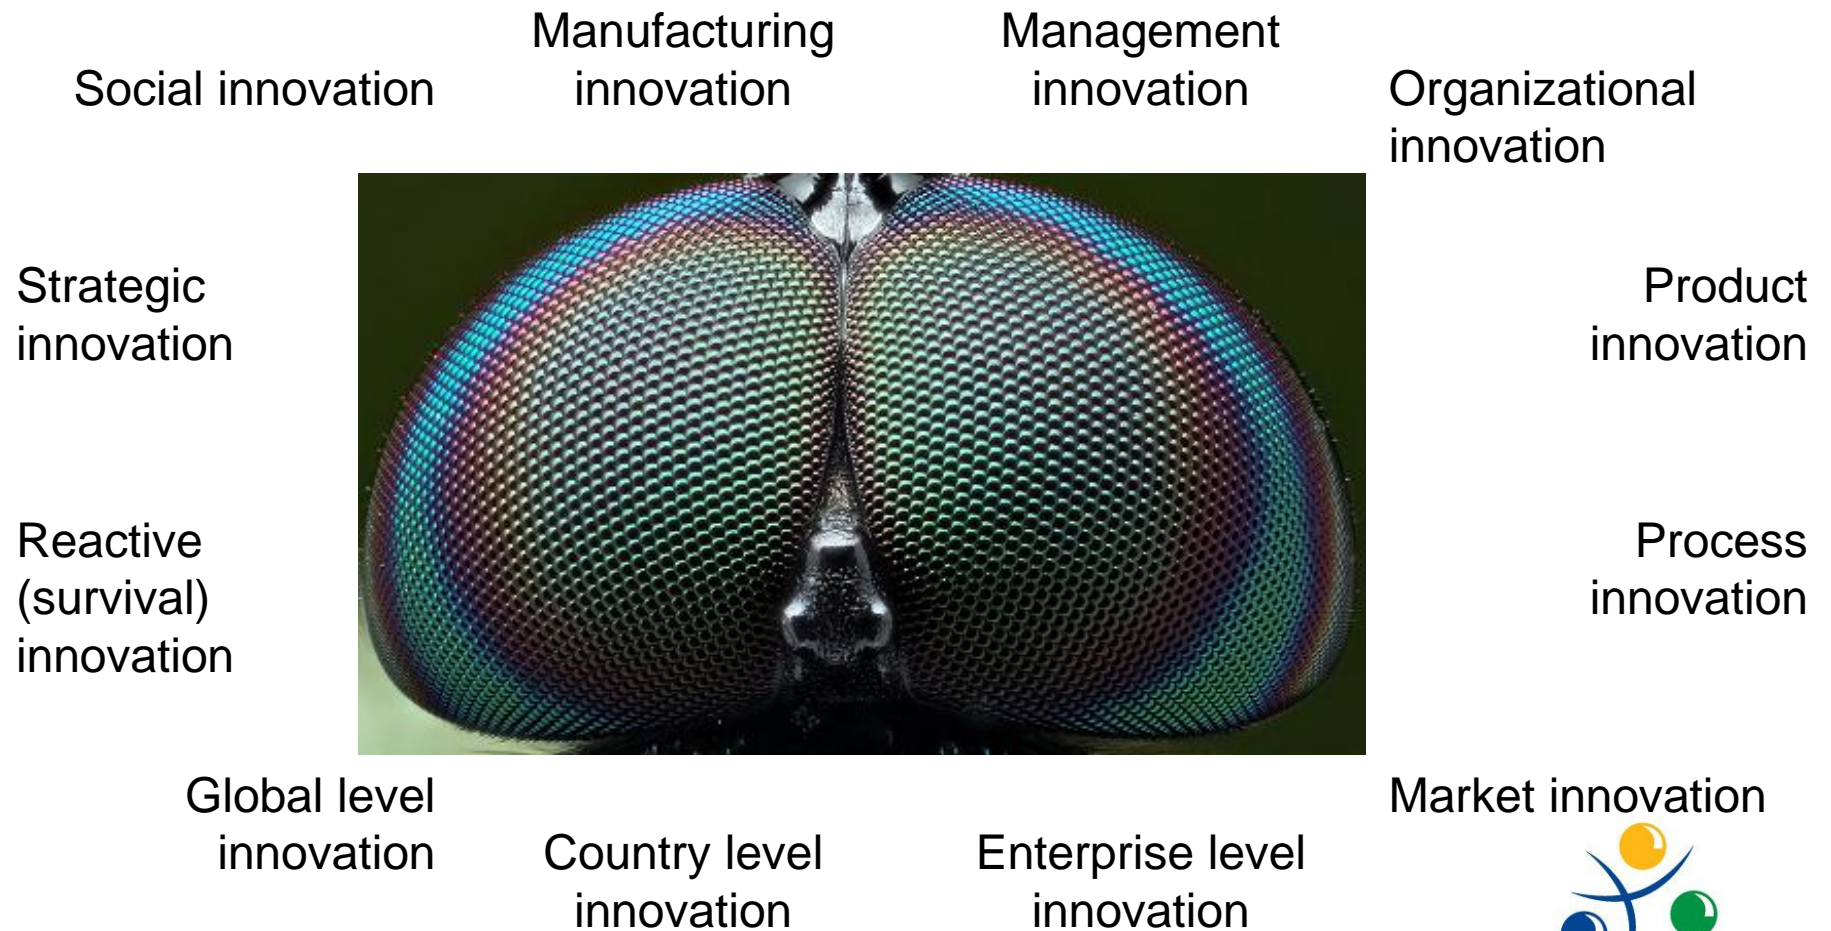 Manufacturing
innovation
Management
innovation
Social innovation
Organizational
innovation
Strategic
innovation
Product
innovation
Reactive
(survival)
innovation
Process
innovation
Global level
innovation
Country level
innovation
Enterprise level
innovation
Market innovation